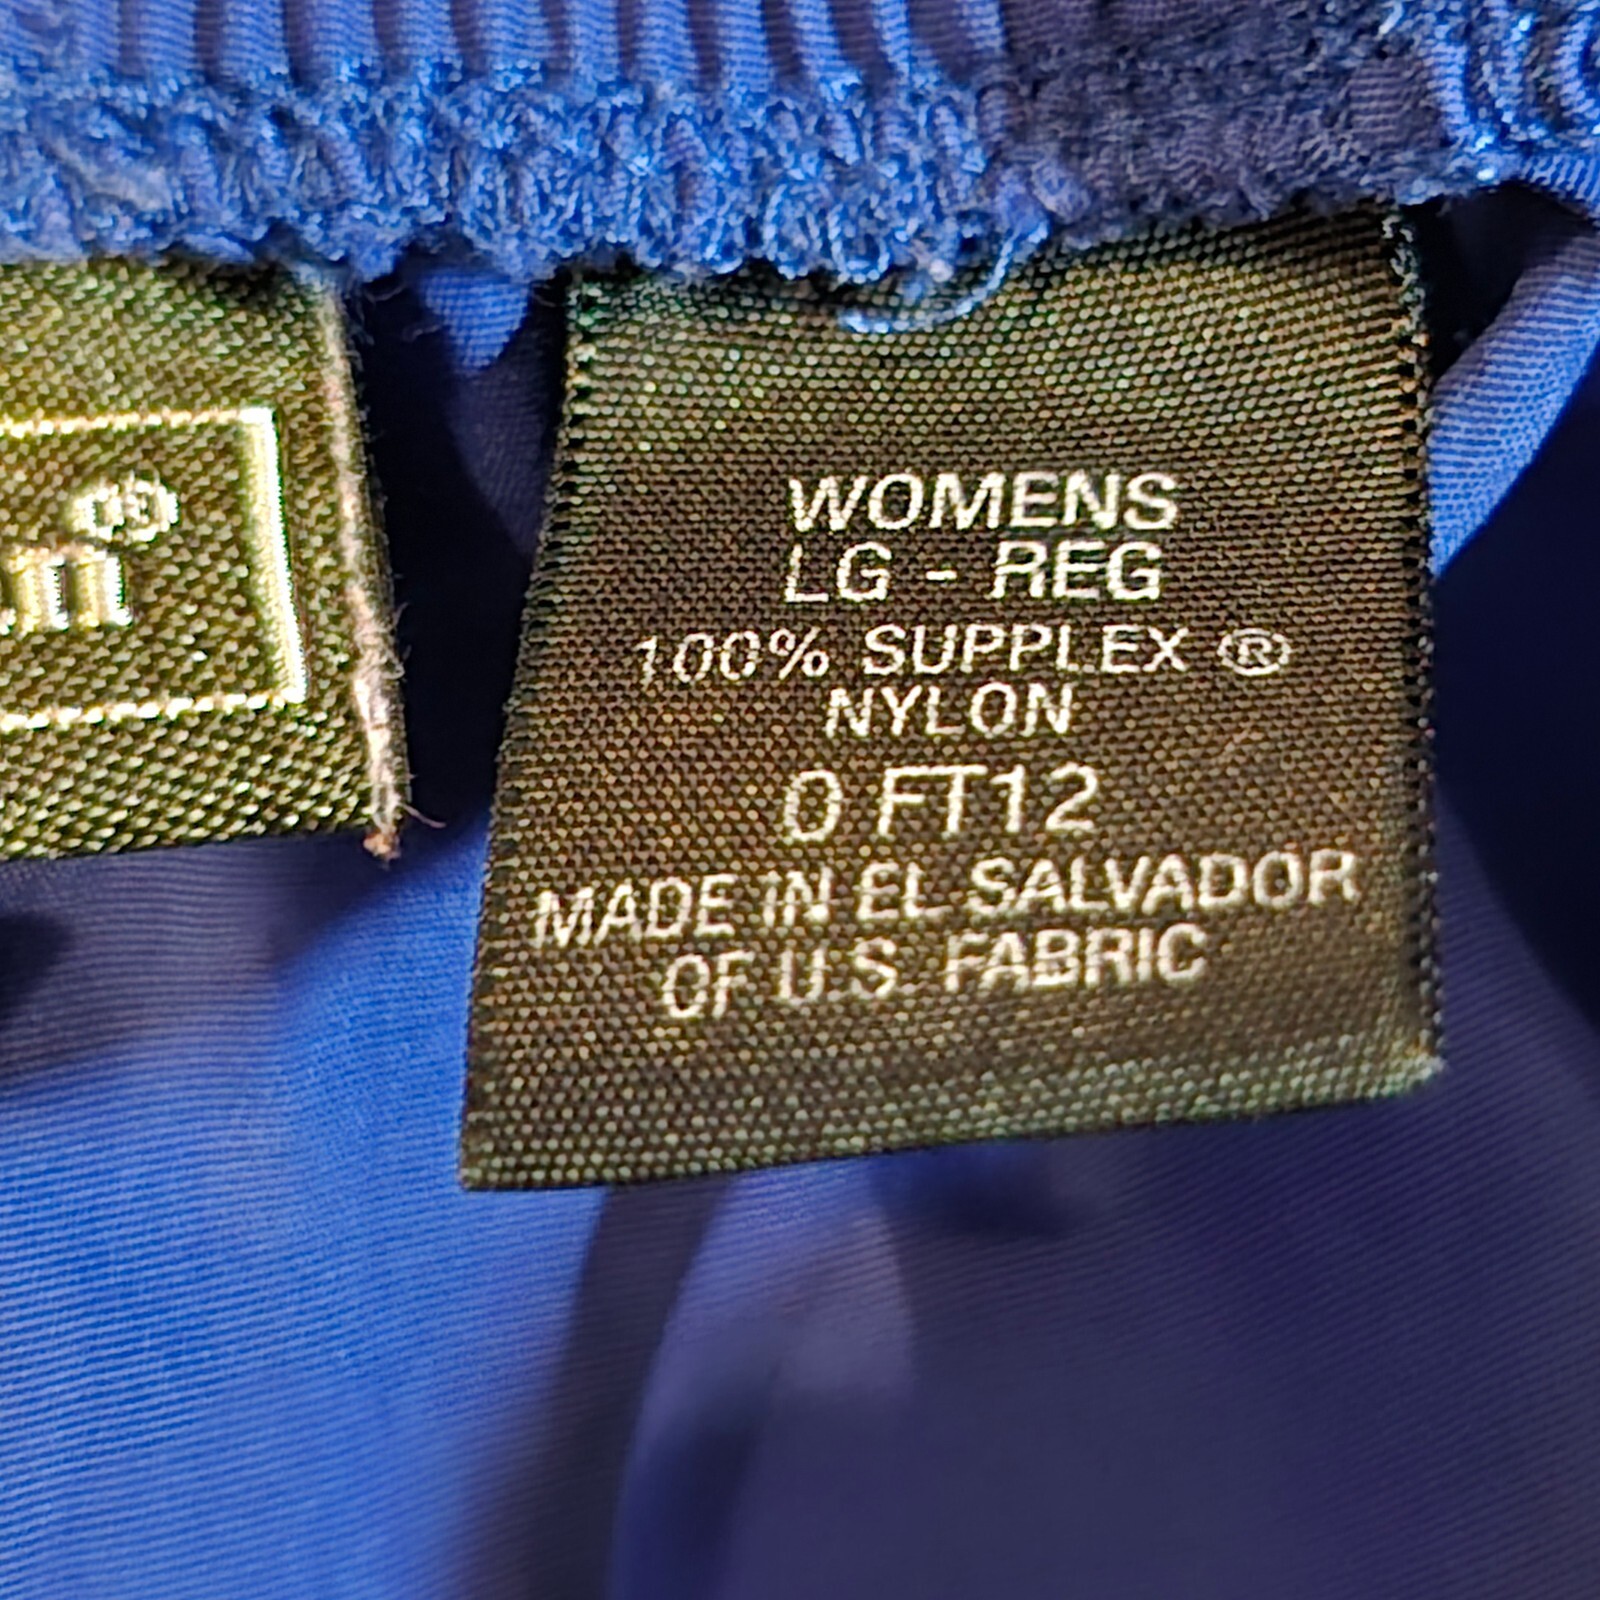 WOMENS
LG - REG
100% SUPPLEX ®
NYLON
0 FT12
MADE IN EL SALVADOR
OF U.S. FABRIC